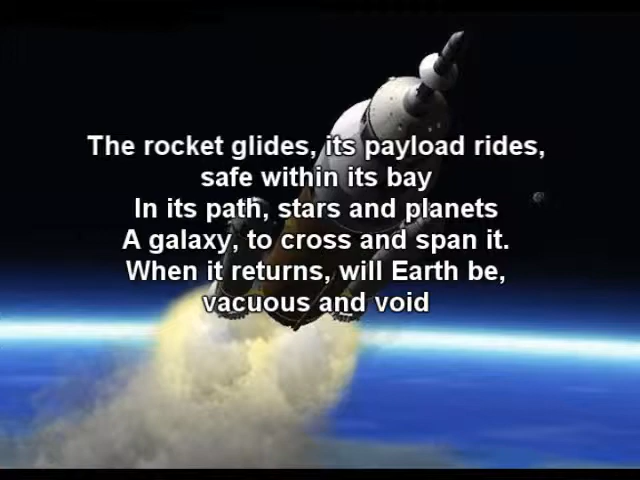 The rocket glides, its payload rides,
safe within its bay
In its path, stars and planets
A galaxy, to cross and span it.
When it returns, will Earth be,
vacuous and void